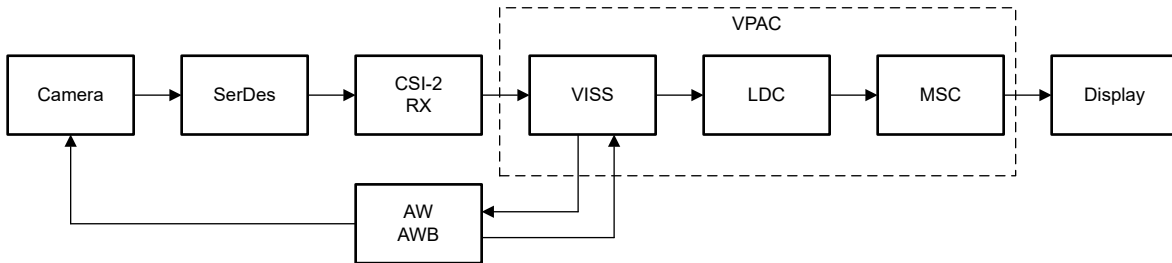 VPAC
Camera
SerDes
CSI-2
RX
VISS
LDC
MSC
Display
AW
AWB